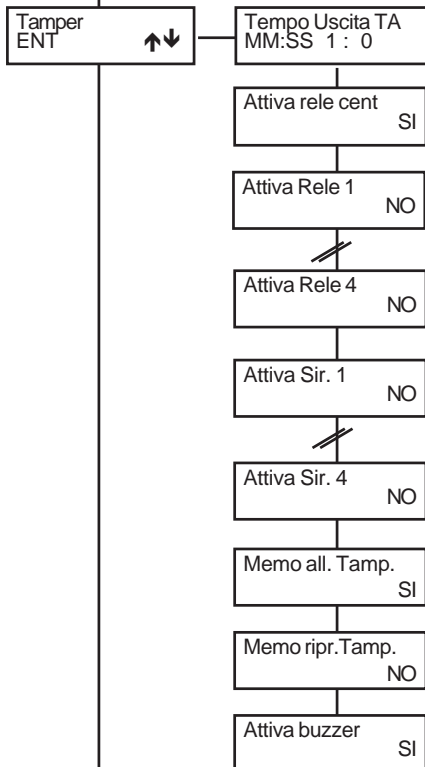 Tamper
ENT
Tempo Uscita TA
MM:SS 1 : 0
Attiva rele cent
SI
Attiva Rele 1
NO
Attiva Rele 4
NO
Attiva Sir. 1
NO
Attiva Sir. 4
NO
Memo all. Tamp.
SI
Memo ripr.Tamp.
NO
Attiva buzzer
SI